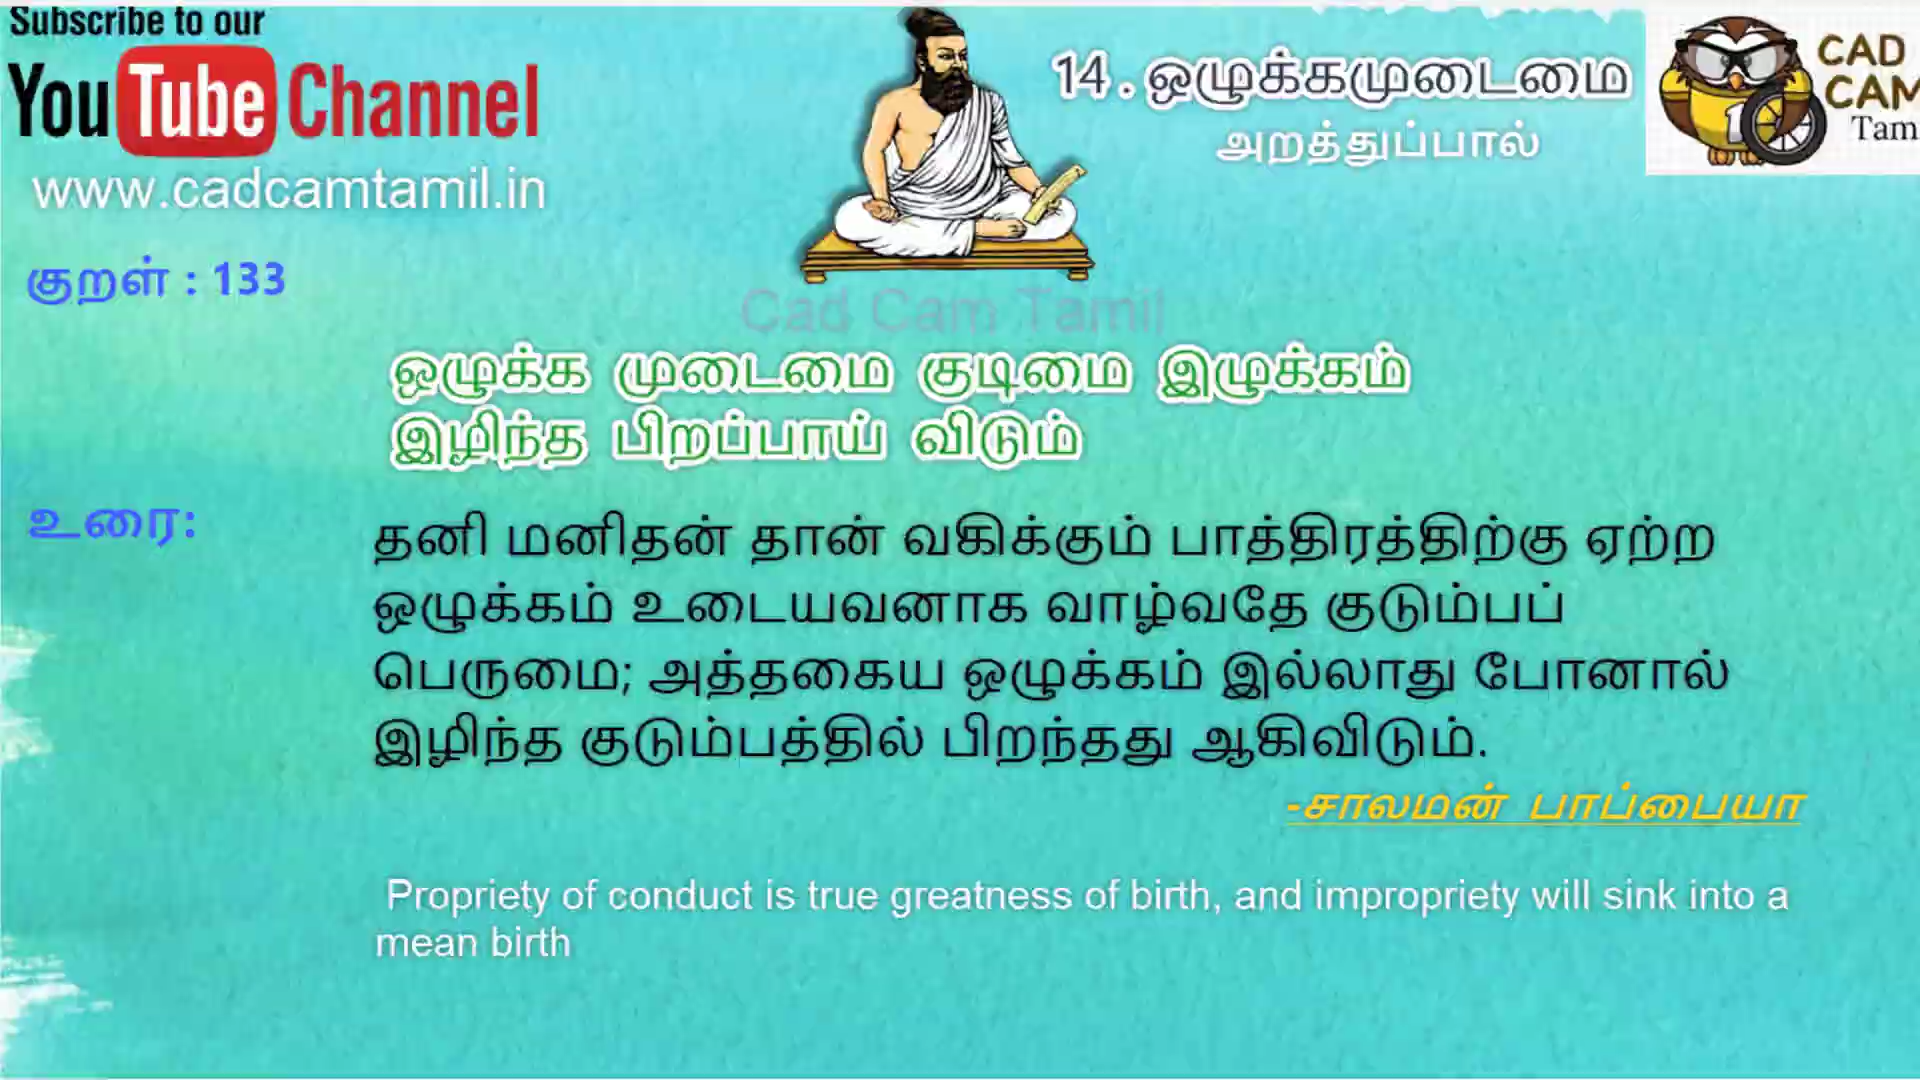 Subscribe to our
YouTube Channel
www.cadcamtamil.in
14 . ஒழுக்கமுடைமை
அறத்துப்பால்
CAD
CAM
Tam
குறள் : 133
Cad Cam Tamil
ஒழுக்க முடைமை குடிமை இழுக்கம்
இழிந்த பிறப்பாய் விடும்
உரை:
தனி மனிதன் தான் வகிக்கும் பாத்திரத்திற்கு ஏற்ற
ஒழுக்கம் உடையவனாக வாழ்வதே குடும்பப்
பெருமை; அத்தகைய ஒழுக்கம் இல்லாது போனால்
இழிந்த குடும்பத்தில் பிறந்தது ஆகிவிடும்.
-சாலமன் பாப்பையா
Propriety of conduct is true greatness of birth, and impropriety will sink into a
mean birth